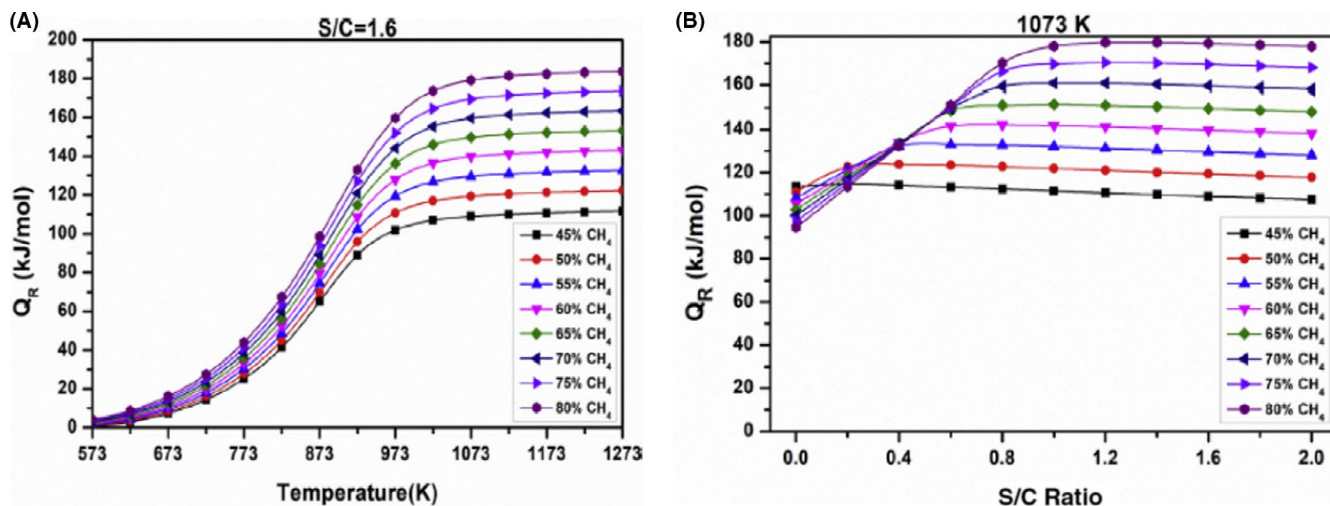 (A)
S/C=1.6
200
180
160
140
120
100
80
60
40
20
0
Q_R (kJ/mol)
45% CH₄
50% CH₄
55% CH₄
60% CH₄
65% CH₄
70% CH₄
75% CH₄
80% CH₄
573 673 773 873 973 1073 1173 1273
Temperature(K)
(B)
1073 K
180
160
140
120
100
80
60
40
20
0
Q_R (kJ/mol)
45% CH₄
50% CH₄
55% CH₄
60% CH₄
65% CH₄
70% CH₄
75% CH₄
80% CH₄
0.0 0.4 0.8 1.2 1.6 2.0
S/C Ratio